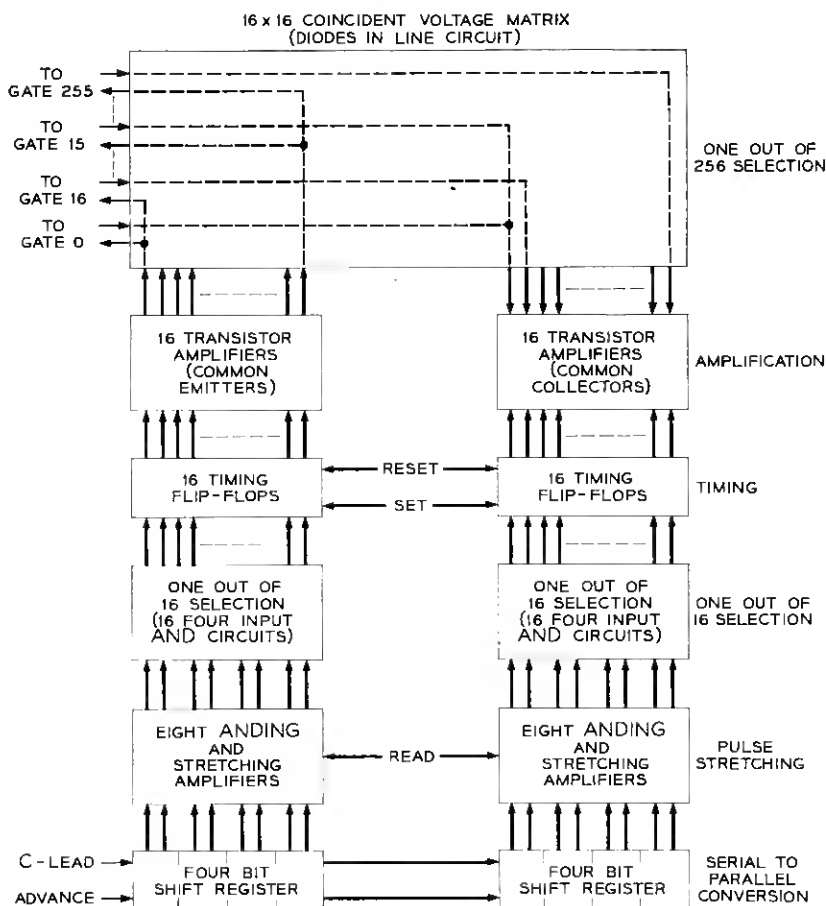 16 x 16 COINCIDENT VOLTAGE MATRIX
(DIODES IN LINE CIRCUIT)
TO
GATE 255
TO
GATE 15
TO
GATE 16
TO
GATE 0
ONE OUT OF
256 SELECTION
16 TRANSISTOR
AMPLIFIERS
(COMMON
EMITTERS)
16 TRANSISTOR
AMPLIFIERS
(COMMON
COLLECTORS)
AMPLIFICATION
16 TIMING
FLIP-FLOPS
RESET
SET
16 TIMING
FLIP-FLOPS
TIMING
ONE OUT OF
16 SELECTION
(16 FOUR INPUT
AND CIRCUITS)
ONE OUT OF
16 SELECTION
(16 FOUR INPUT
AND CIRCUITS)
ONE OUT OF
16 SELECTION
EIGHT ANDING
AND
STRETCHING
AMPLIFIERS
READ
EIGHT ANDING
AND
STRETCHING
AMPLIFIERS
PULSE
STRETCHING
C-LEAD
ADVANCE
FOUR BIT
SHIFT REGISTER
FOUR BIT
SHIFT REGISTER
SERIAL TO
PARALLEL
CONVERSION